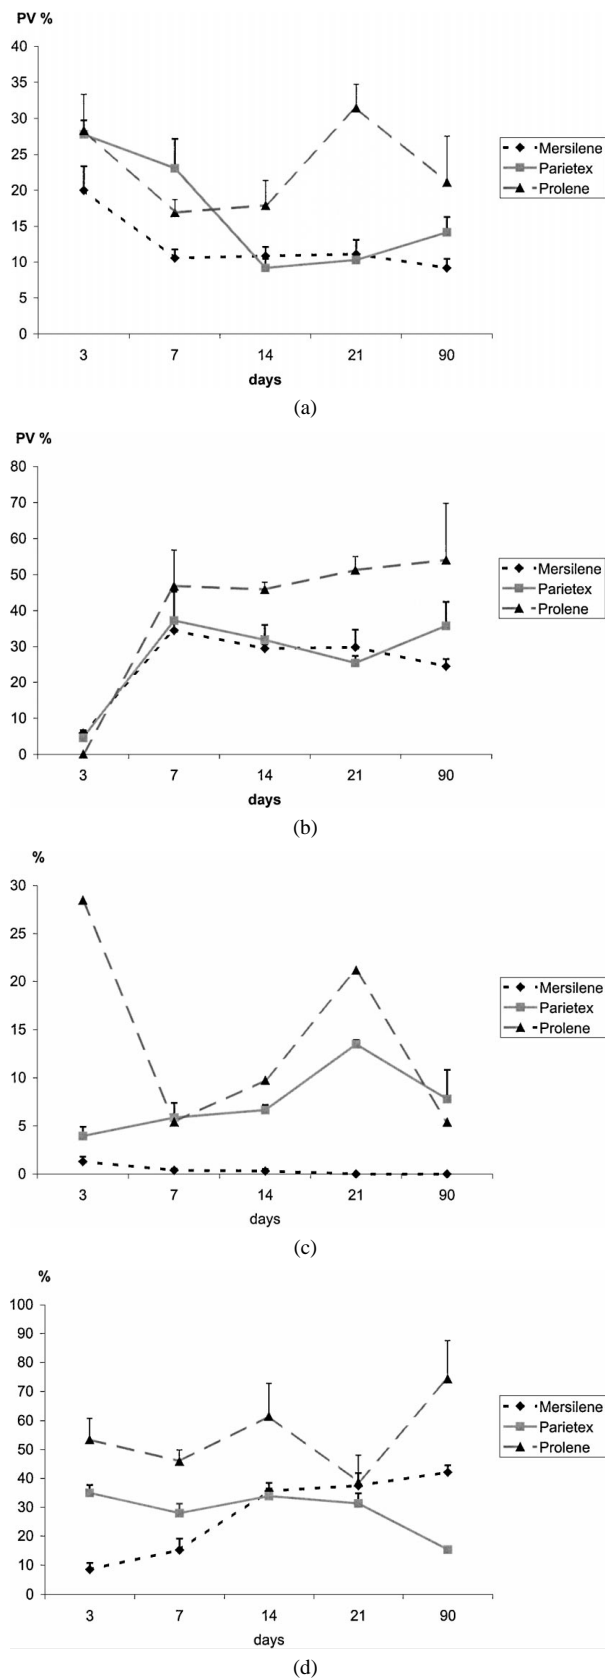 PV %
40
35
30
25
20
15
10
5
0
3 7 14 21 90
days
Mersilene
Parietex
Prolene
(a)
PV %
80
70
60
50
40
30
20
10
0
3 7 14 21 90
days
Mersilene
Parietex
Prolene
(b)
%
30
25
20
15
10
5
0
3 7 14 21 90
days
Mersilene
Parietex
Prolene
(c)
%
100
90
80
70
60
50
40
30
20
10
0
3 7 14 21 90
days
Mersilene
Parietex
Prolene
(d)